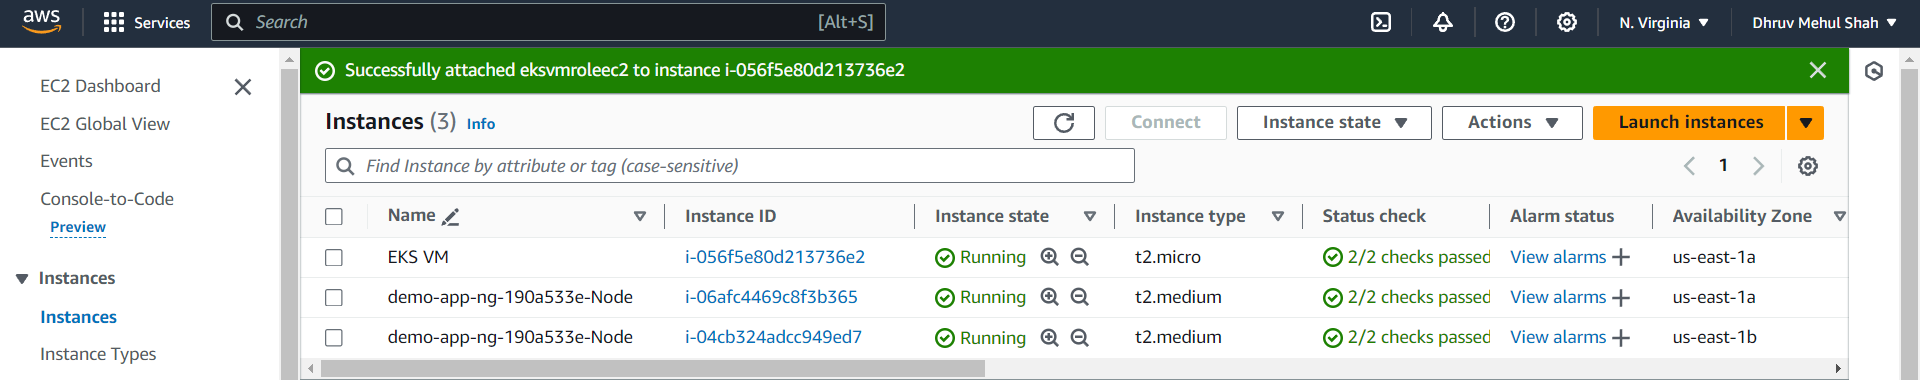 aws Services Search [Alt+S] N. Virginia Dhruv Mehul Shah
EC2 Dashboard
EC2 Global View
Events
Console-to-Code
Preview
Instances
Instances
Instance Types
Successfully attached eksvmroleec2 to instance i-056f5e80d213736e2
Instances (3) Info Connect Instance state Actions Launch instances
Find Instance by attribute or tag (case-sensitive) 1
Name Instance ID Instance state Instance type Status check Alarm status Availability Zone
EKS VM i-056f5e80d213736e2 Running t2.micro 2/2 checks passed View alarms us-east-1a
demo-app-ng-190a533e-Node i-06afc4469c8f3b365 Running t2.medium 2/2 checks passed View alarms us-east-1a
demo-app-ng-190a533e-Node i-04cb324adcc949ed7 Running t2.medium 2/2 checks passed View alarms us-east-1b